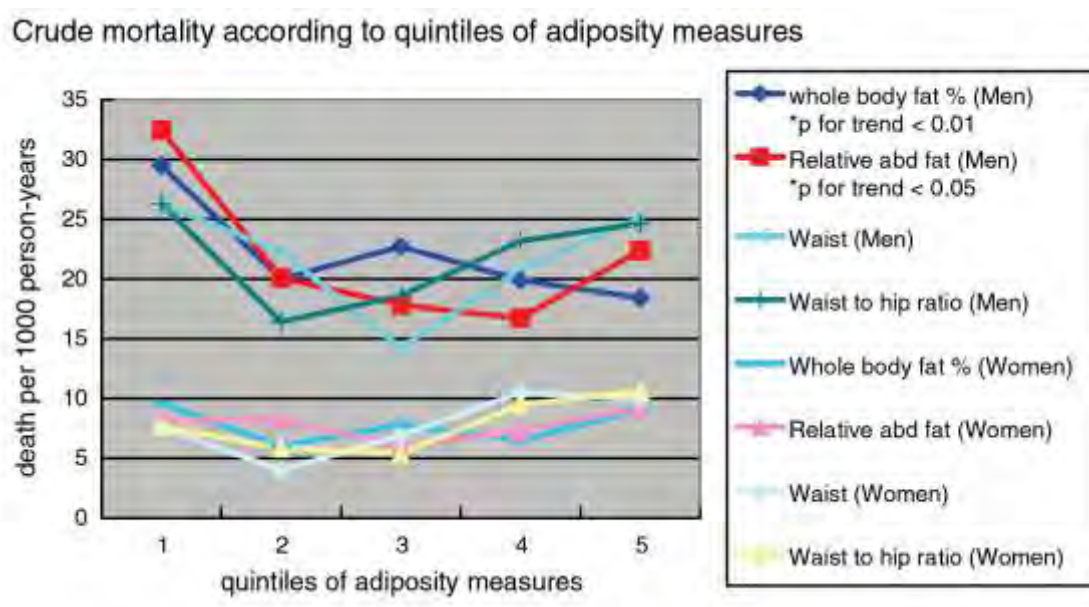 Crude mortality according to quintiles of adiposity measures
35
30
25
20
15
10
5
0
death per 1000 person-years
1 2 3 4 5
quintiles of adiposity measures
whole body fat % (Men)
*p for trend < 0.01
Relative abd fat (Men)
*p for trend < 0.05
Waist (Men)
Waist to hip ratio (Men)
Whole body fat % (Women)
Relative abd fat (Women)
Waist (Women)
Waist to hip ratio (Women)